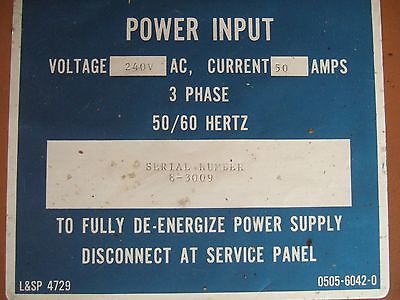 POWER INPUT
VOLTAGE 240V AC, CURRENT 50 AMPS
3 PHASE
50/60 HERTZ
SERIAL NUMBER
8-3009
TO FULLY DE-ENERGIZE POWER SUPPLY
DISCONNECT AT SERVICE PANEL
L&SP 4729 0505-6042-0